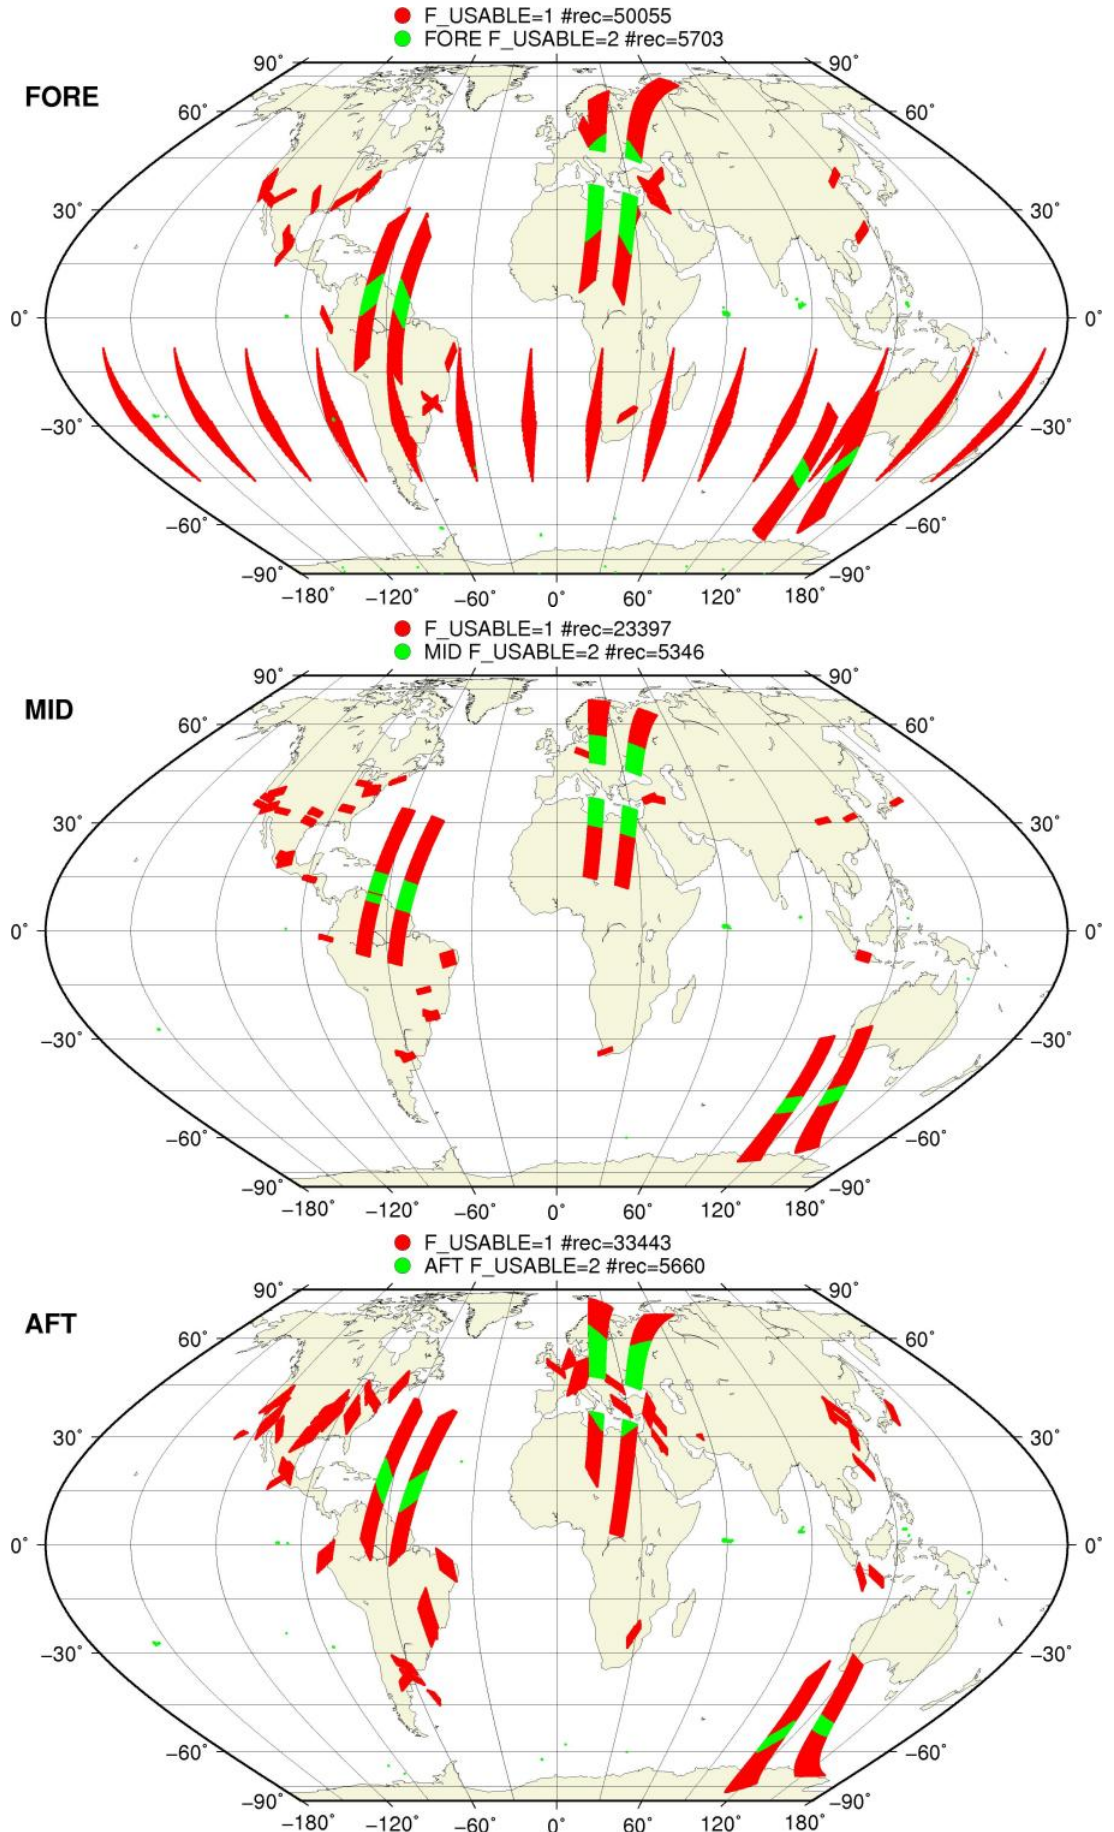 F_USABLE=1 #rec=50055
FORE F_USABLE=2 #rec=5703
FORE
90˚ 90˚
60˚ 60˚
30˚ 30˚
0˚ 0˚
−30˚ −30˚
−60˚ −60˚
−90˚ −90˚
−180˚ −120˚ −60˚ 0˚ 60˚ 120˚ 180˚
F_USABLE=1 #rec=23397
MID F_USABLE=2 #rec=5346
MID
90˚ 90˚
60˚ 60˚
30˚ 30˚
0˚ 0˚
−30˚ −30˚
−60˚ −60˚
−90˚ −90˚
−180˚ −120˚ −60˚ 0˚ 60˚ 120˚ 180˚
F_USABLE=1 #rec=33443
AFT F_USABLE=2 #rec=5660
AFT
90˚ 90˚
60˚ 60˚
30˚ 30˚
0˚ 0˚
−30˚ −30˚
−60˚ −60˚
−90˚ −90˚
−180˚ −120˚ −60˚ 0˚ 60˚ 120˚ 180˚